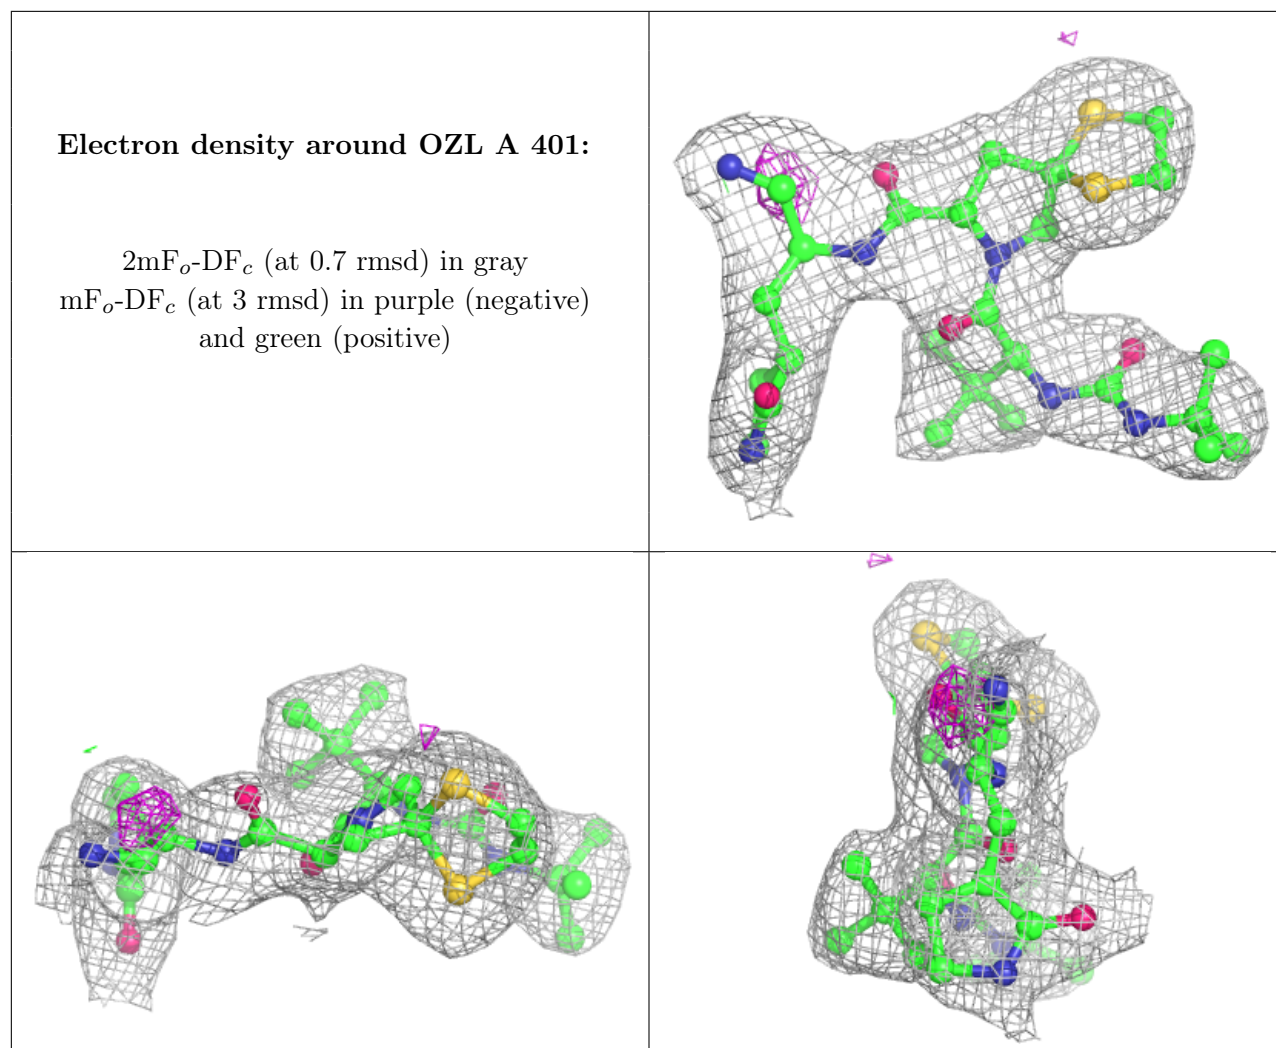 Electron density around OZL A 401:
2mFo-DFc (at 0.7 rmsd) in gray
mFo-DFc (at 3 rmsd) in purple (negative)
and green (positive)